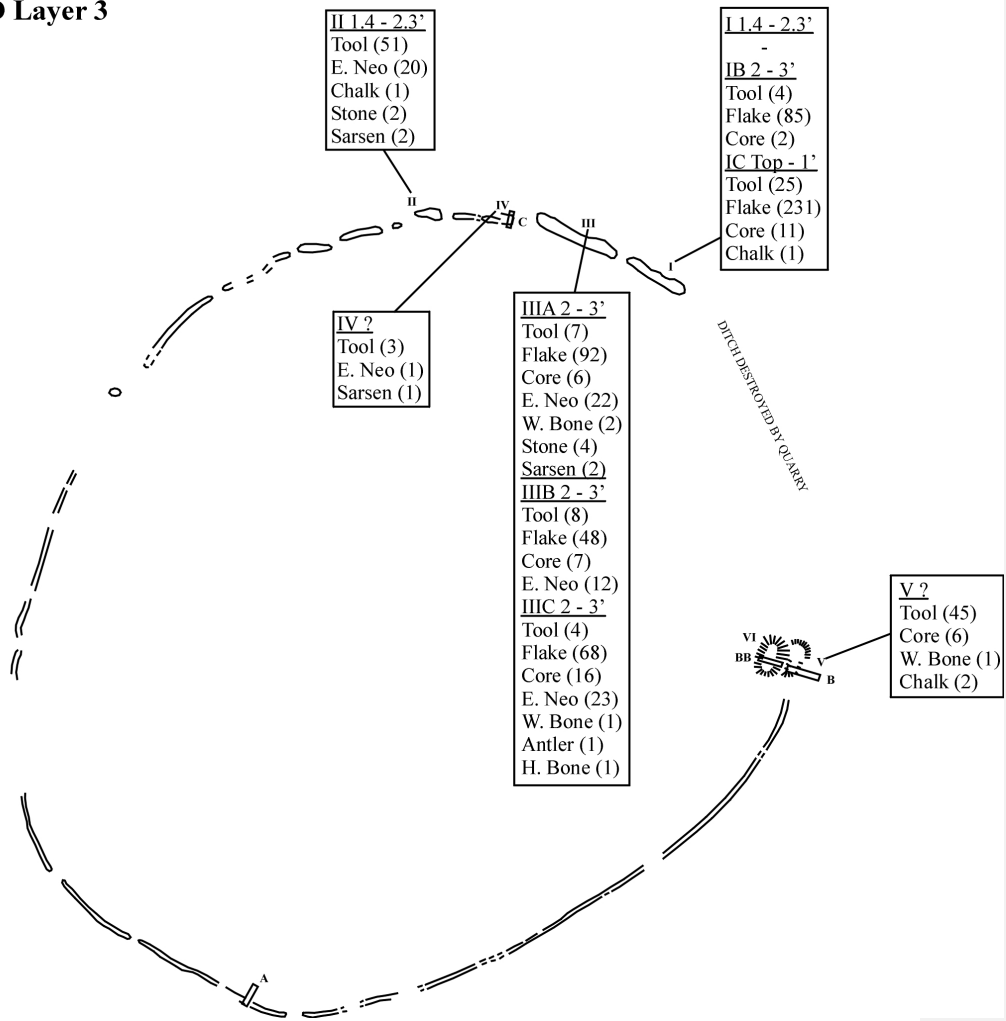 Layer 3
II 1.4 - 2.3’
Tool (51)
E. Neo (20)
Chalk (1)
Stone (2)
Sarsen (2)
I 1.4 - 2.3’
-
IB 2 - 3’
Tool (4)
Flake (85)
Core (2)
IC Top - 1’
Tool (25)
Flake (231)
Core (11)
Chalk (1)
II
IV
C
III
I
IV ?
Tool (3)
E. Neo (1)
Sarsen (1)
IIIA 2 - 3’
Tool (7)
Flake (92)
Core (6)
E. Neo (22)
W. Bone (2)
Stone (4)
Sarsen (2)
IIIB 2 - 3’
Tool (8)
Flake (48)
Core (7)
E. Neo (12)
IIIC 2 - 3’
Tool (4)
Flake (68)
Core (16)
E. Neo (23)
W. Bone (1)
Antler (1)
H. Bone (1)
DITCH DESTROYED BY QUARRY
V ?
Tool (45)
Core (6)
W. Bone (1)
Chalk (2)
VI
BB
V
B
A